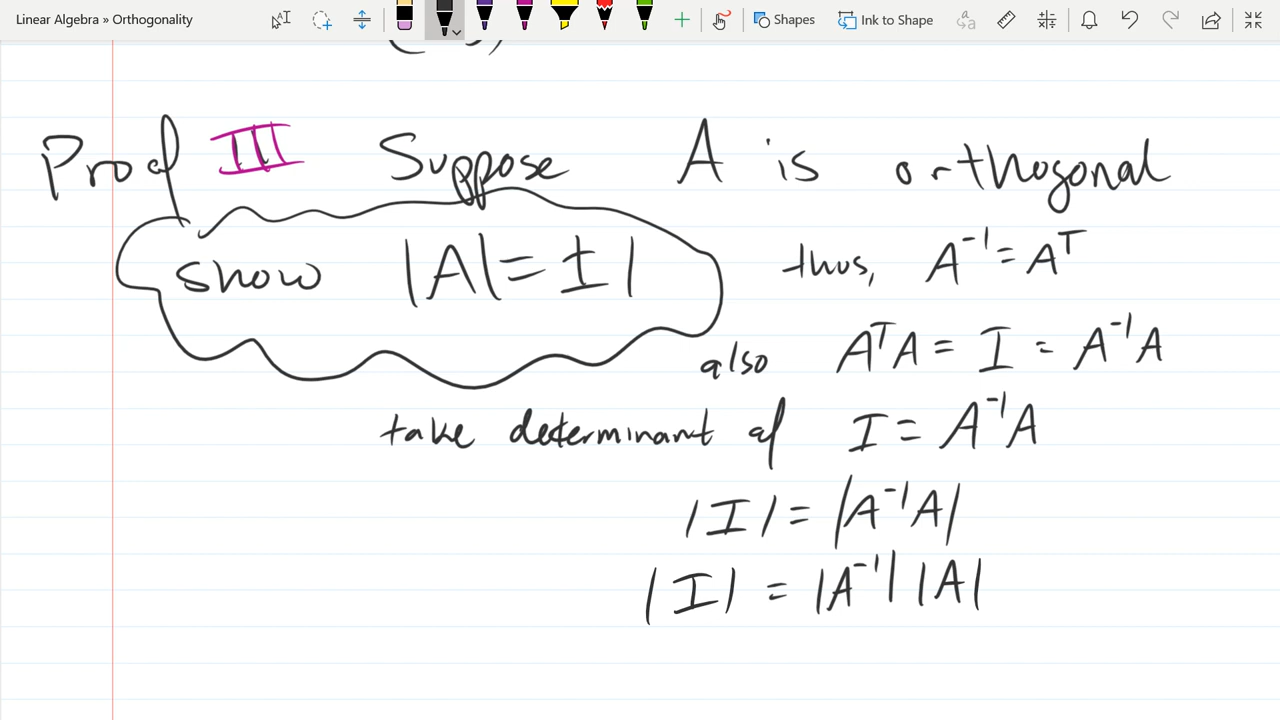 Linear Algebra » Orthogonality
Shapes
Ink to Shape
Proof III Suppose A is orthogonal
show |A| = ±1
thus, A⁻¹ = Aᵀ
also AᵀA = I = A⁻¹A
take determinant of I = A⁻¹A
|I| = |A⁻¹A|
|I| = |A⁻¹| |A|